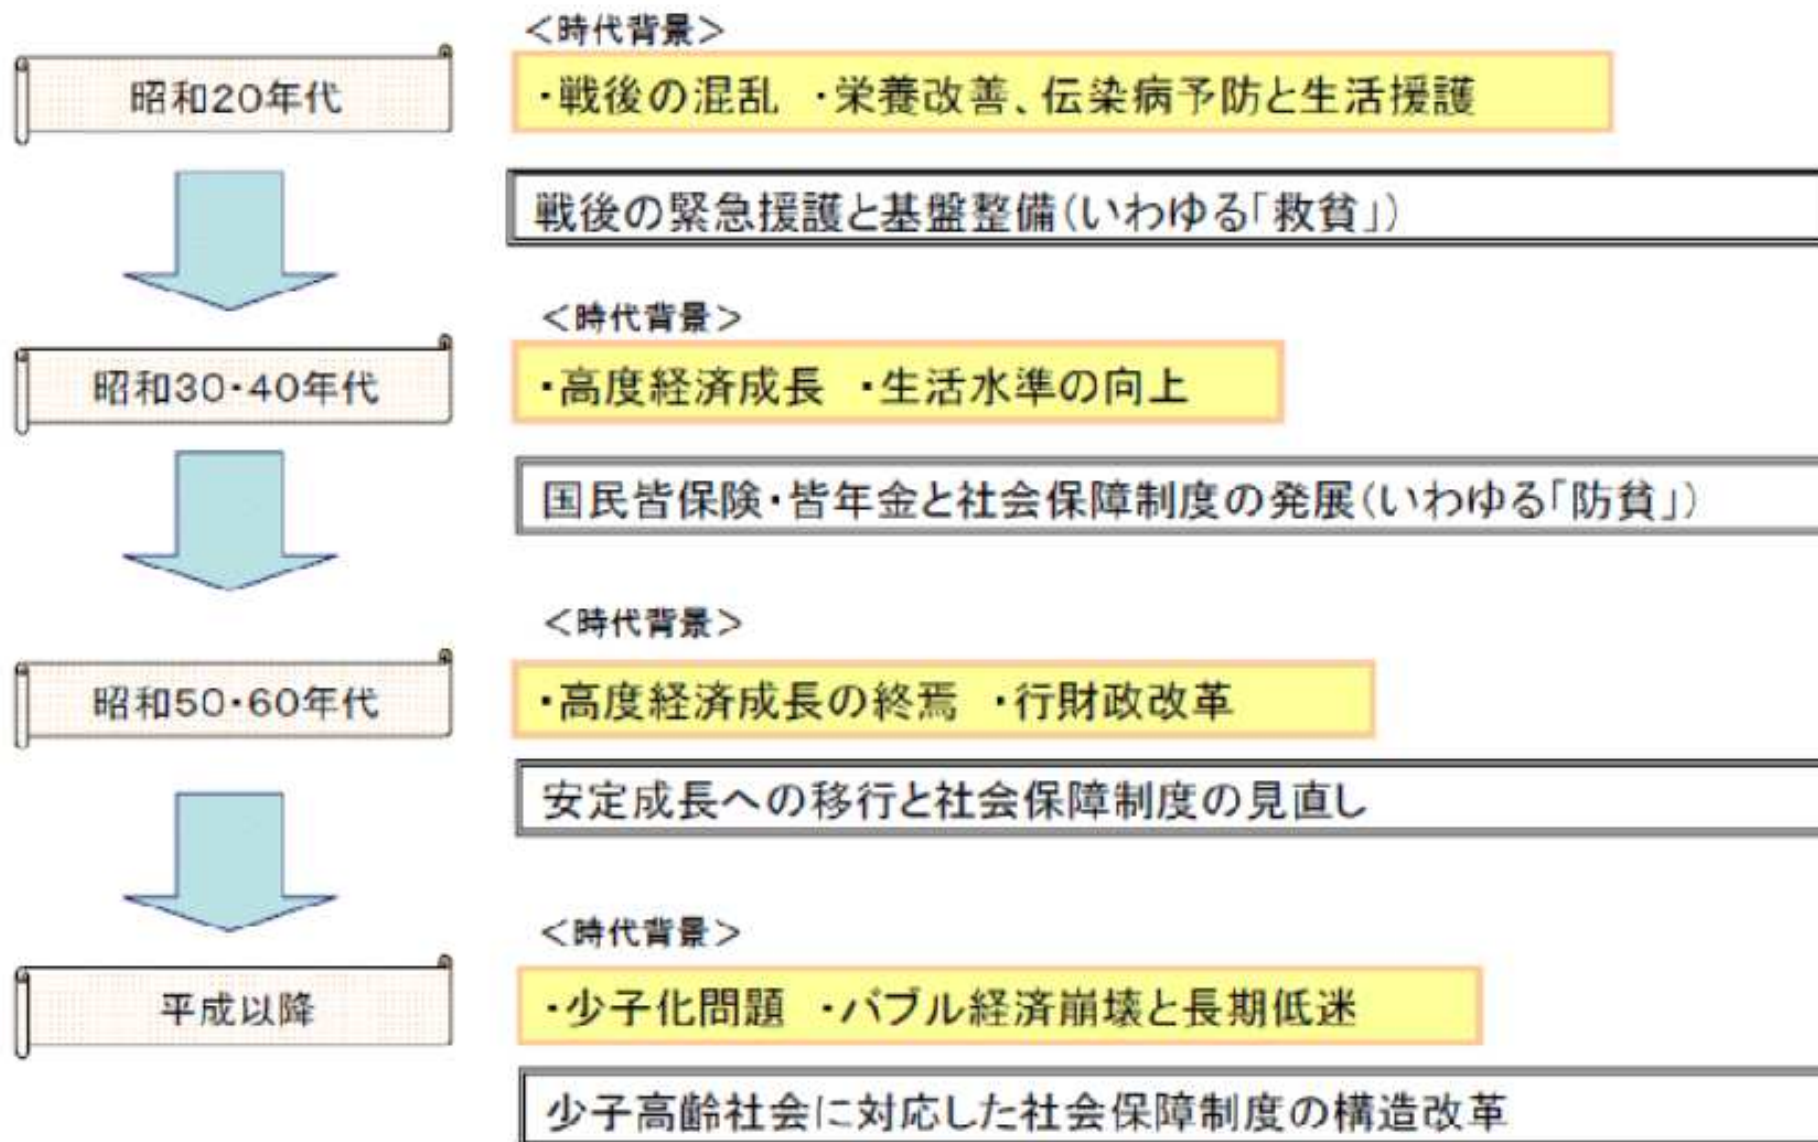 <時代背景>
昭和20年代
・戦後の混乱 ・栄養改善、伝染病予防と生活援護
戦後の緊急援護と基盤整備(いわゆる「救貧」)
<時代背景>
昭和30・40年代
・高度経済成長 ・生活水準の向上
国民皆保険・皆年金と社会保障制度の発展(いわゆる「防貧」)
<時代背景>
昭和50・60年代
・高度経済成長の終焉 ・行財政改革
安定成長への移行と社会保障制度の見直し
<時代背景>
平成以降
・少子化問題 ・バブル経済崩壊と長期低迷
少子高齢社会に対応した社会保障制度の構造改革